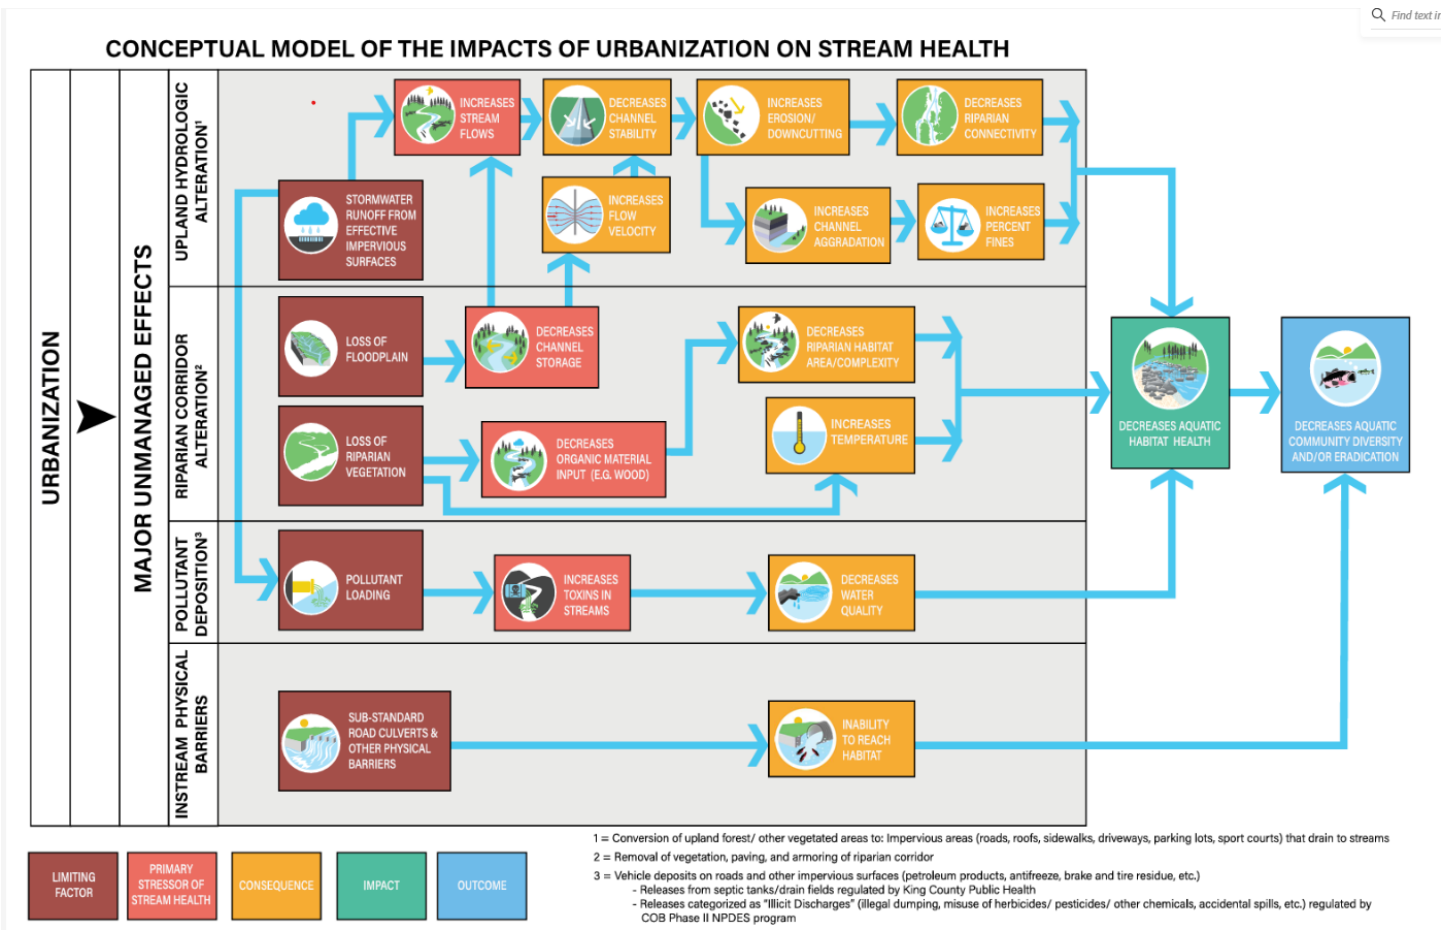 Find text in
CONCEPTUAL MODEL OF THE IMPACTS OF URBANIZATION ON STREAM HEALTH
URBANIZATION
MAJOR UNMANAGED EFFECTS
UPLAND HYDROLOGIC
ALTERATION¹
INCREASES
STREAM
FLOWS
DECREASES
CHANNEL
STABILITY
INCREASES
EROSION/
DOWNCUTTING
DECREASES
RIPARIAN
CONNECTIVITY
STORMWATER
RUNOFF FROM
EFFECTIVE
IMPERVIOUS
SURFACES
INCREASES
FLOW
VELOCITY
INCREASES
CHANNEL
AGGRADATION
INCREASES
PERCENT
FINES
RIPARIAN CORRIDOR
ALTERATION²
LOSS OF
FLOODPLAIN
DECREASES
CHANNEL
STORAGE
DECREASES
RIPARIAN HABITAT
AREA/COMPLEXITY
LOSS OF
RIPARIAN
VEGETATION
DECREASES
ORGANIC MATERIAL
INPUT (E.G. WOOD)
INCREASES
TEMPERATURE
DECREASES AQUATIC
HABITAT HEALTH
DECREASES AQUATIC
COMMUNITY DIVERSITY
AND/OR ERADICATION
POLLUTANT
DEPOSITION³
POLLUTANT
LOADING
INCREASES
TOXINS IN
STREAMS
DECREASES
WATER
QUALITY
INSTREAM PHYSICAL
BARRIERS
SUB-STANDARD
ROAD CULVERTS &
OTHER PHYSICAL
BARRIERS
INABILITY
TO REACH
HABITAT
LIMITING
FACTOR
PRIMARY
STRESSOR OF
STREAM HEALTH
CONSEQUENCE
IMPACT
OUTCOME
1 = Conversion of upland forest/ other vegetated areas to: Impervious areas (roads, roofs, sidewalks, driveways, parking lots, sport courts) that drain to streams
2 = Removal of vegetation, paving, and armoring of riparian corridor
3 = Vehicle deposits on roads and other impervious surfaces (petroleum products, antifreeze, brake and tire residue, etc.)
- Releases from septic tanks/drain fields regulated by King County Public Health
- Releases categorized as "Illicit Discharges" (illegal dumping, misuse of herbicides/ pesticides/ other chemicals, accidental spills, etc.) regulated by
COB Phase II NPDES program